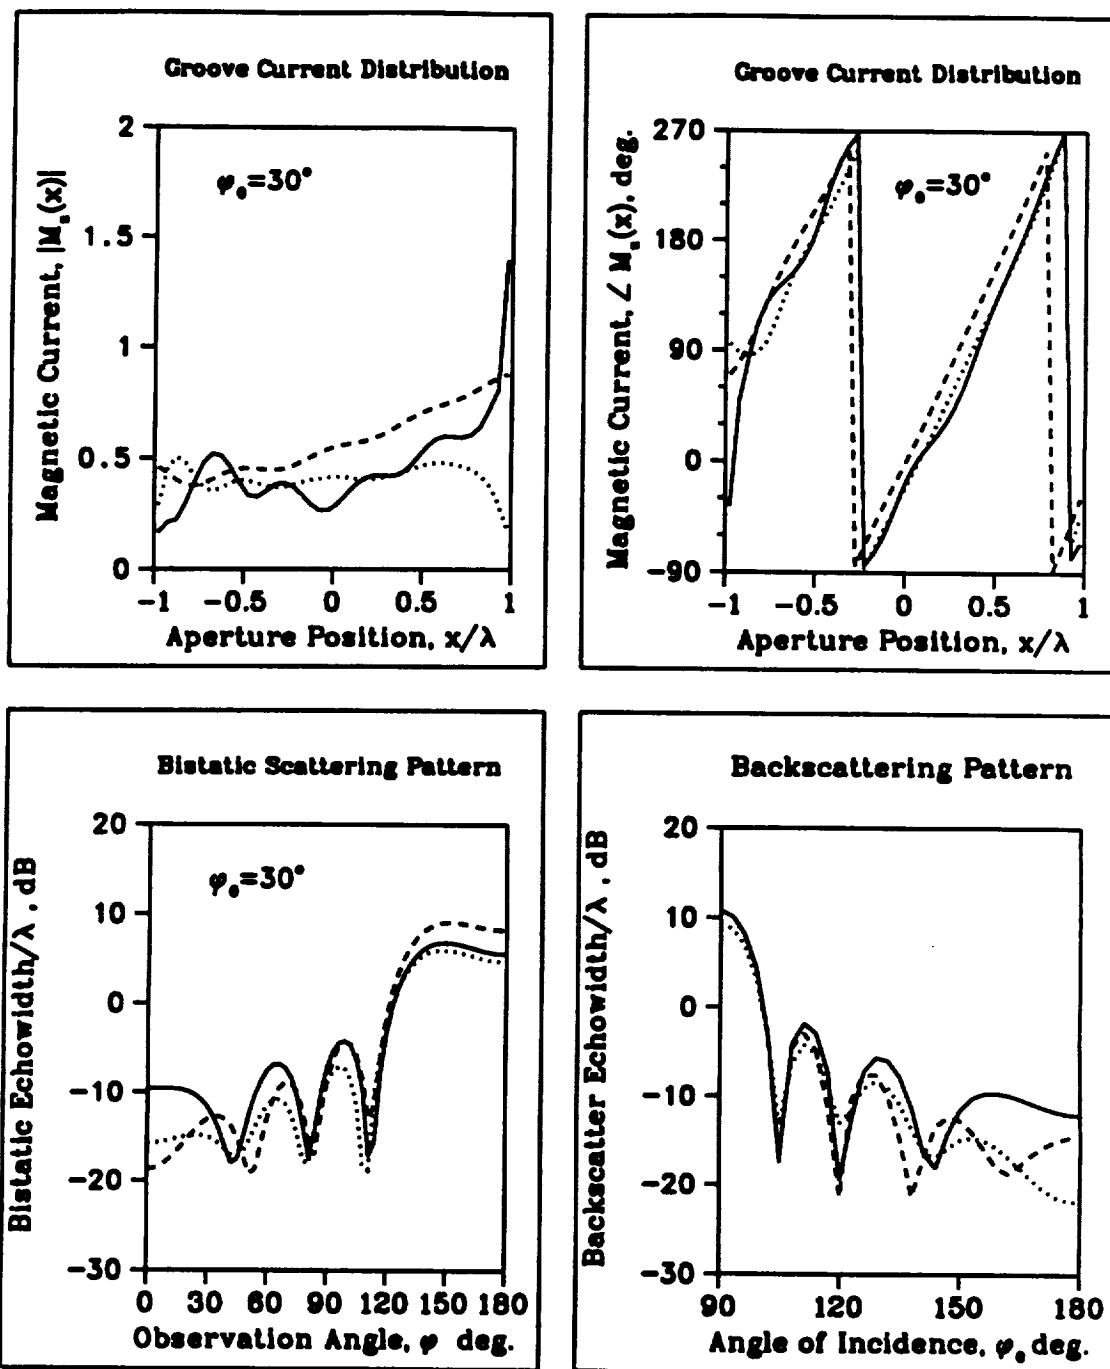 Groove Current Distribution
Magnetic Current, |Mₛ(x)|
φ₀=30°
2
1.5
1
0.5
0
-1 -0.5 0 0.5 1
Aperture Position, x/λ
Groove Current Distribution
Magnetic Current, ∠ Mₛ(x), deg.
φ₀=30°
270
180
90
0
-90
-1 -0.5 0 0.5 1
Aperture Position, x/λ
Bistatic Scattering Pattern
Bistatic Echowidth/λ, dB
φ₀=30°
20
10
0
-10
-20
-30
0 30 60 90 120 150 180
Observation Angle, φ deg.
Backscattering Pattern
Backscatter Echowidth/λ, dB
20
10
0
-10
-20
-30
90 120 150 180
Angle of Incidence, φ₀ deg.